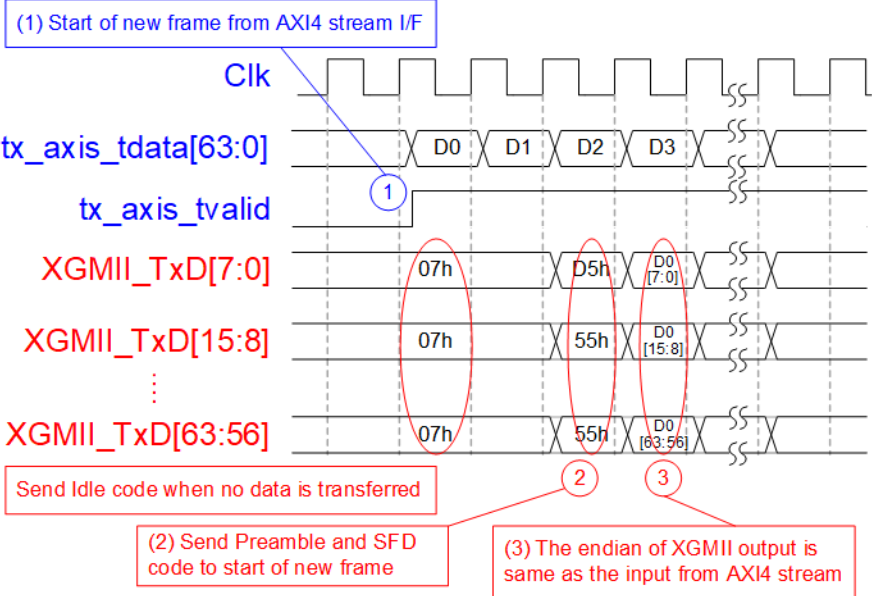 (1) Start of new frame from AXI4 stream I/F
Clk
tx_axis_tdata[63:0]
D0 D1 D2 D3
1
tx_axis_tvalid
XGMII_TxD[7:0]
07h D5h D0
[7:0]
XGMII_TxD[15:8]
07h 55h D0
[15:8]
XGMII_TxD[63:56]
07h 55h D0
[63:56]
Send Idle code when no data is transferred
2 3
(2) Send Preamble and SFD
code to start of new frame
(3) The endian of XGMII output is
same as the input from AXI4 stream